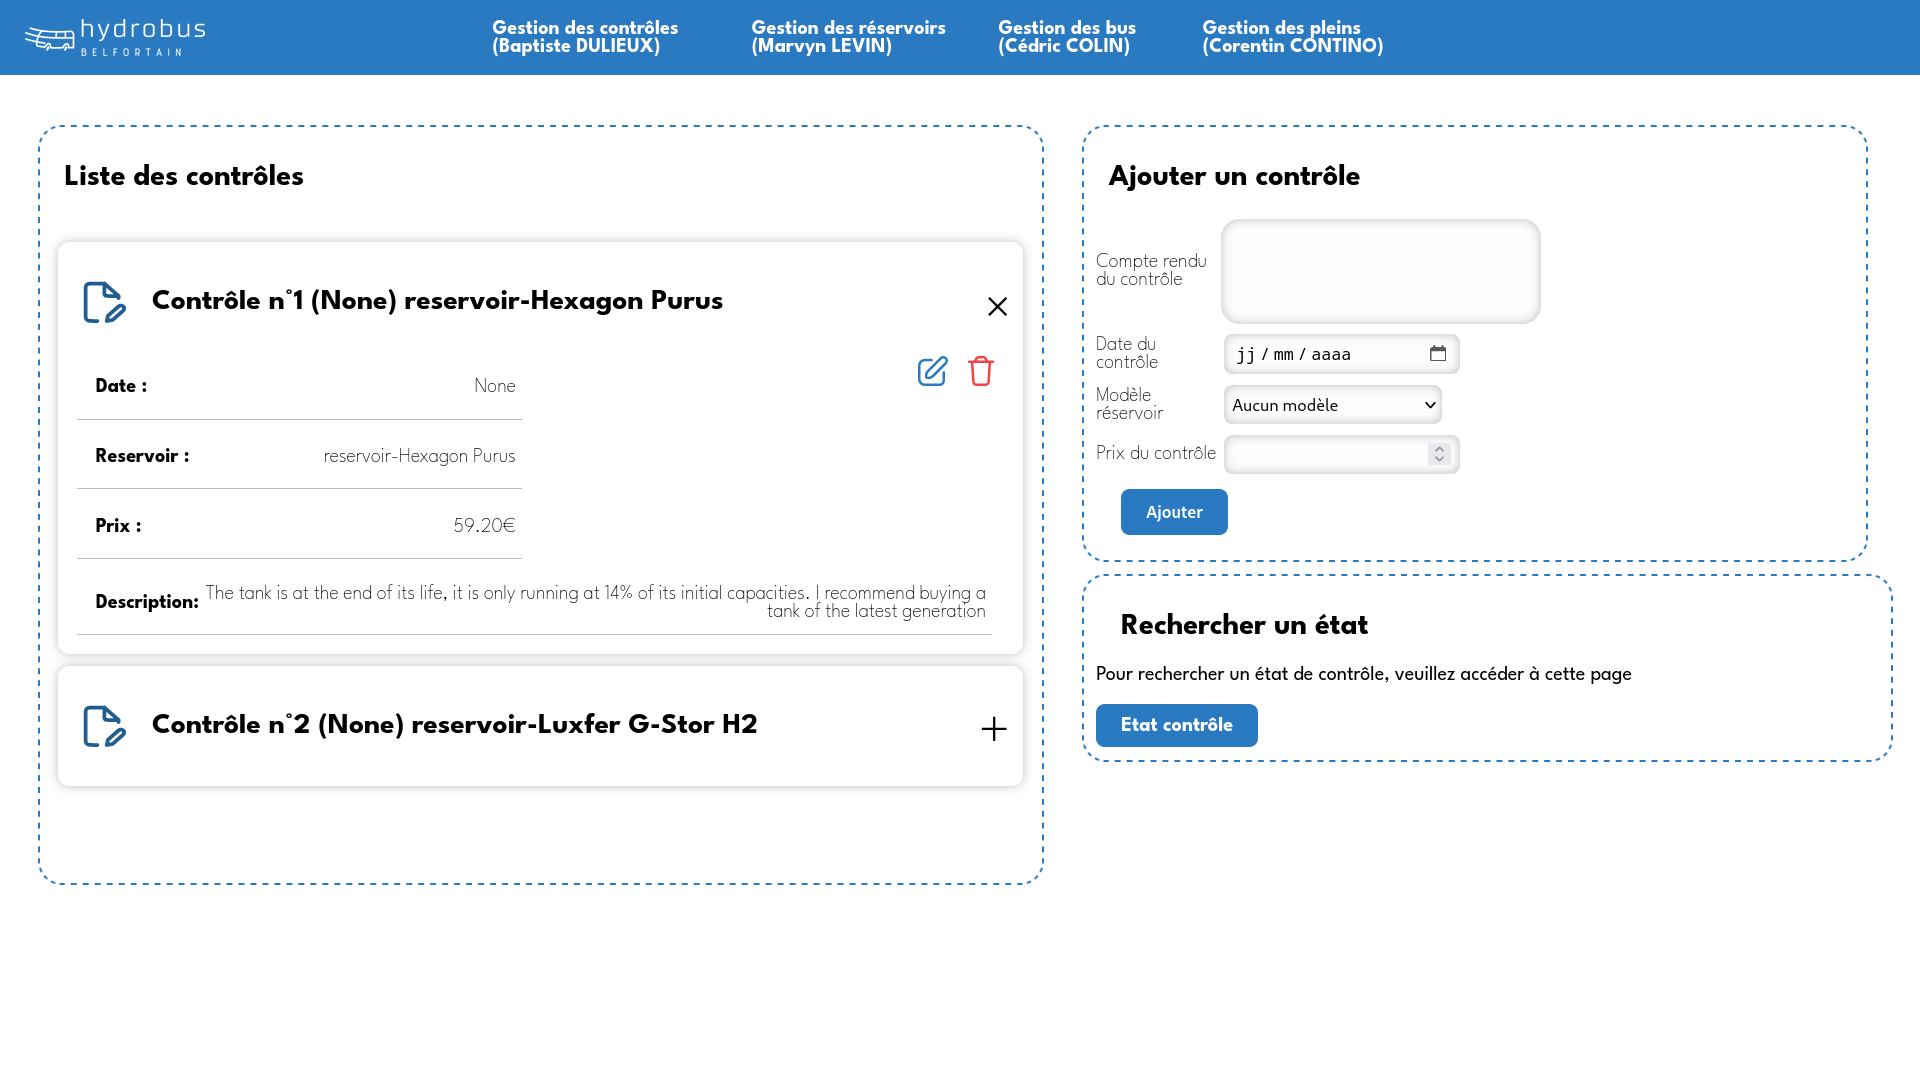 hydrobus
BELFORTAIN
Gestion des contrôles
(Baptiste DULIEUX)
Gestion des réservoirs
(Marvyn LEVIN)
Gestion des bus
(Cédric COLIN)
Gestion des pleins
(Corentin CONTINO)
Liste des contrôles
Contrôle n°1 (None) reservoir-Hexagon Purus
Date :
None
Reservoir :
reservoir-Hexagon Purus
Prix :
59.20€
Description:
The tank is at the end of its life, it is only running at 14% of its initial capacities. I recommend buying a
tank of the latest generation
Contrôle n°2 (None) reservoir-Luxfer G-Stor H2
Ajouter un contrôle
Compte rendu
du contrôle
Date du
contrôle
jj / mm / aaaa
Modèle
réservoir
Aucun modèle
Prix du contrôle
Ajouter
Rechercher un état
Pour rechercher un état de contrôle, veuillez accéder à cette page
Etat contrôle